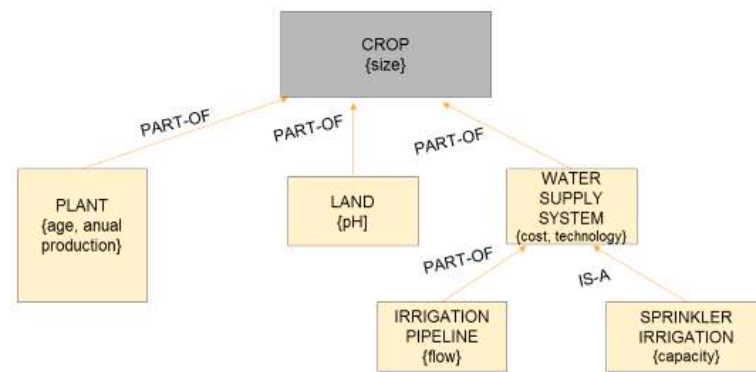 CROP
{size}
PART-OF
PART-OF
PART-OF
PLANT
{age, anual
production}
LAND
{pH]
WATER
SUPPLY
SYSTEM
{cost, technology}
PART-OF
IS-A
IRRIGATION
PIPELINE
{flow}
SPRINKLER
IRRIGATION
{capacity}